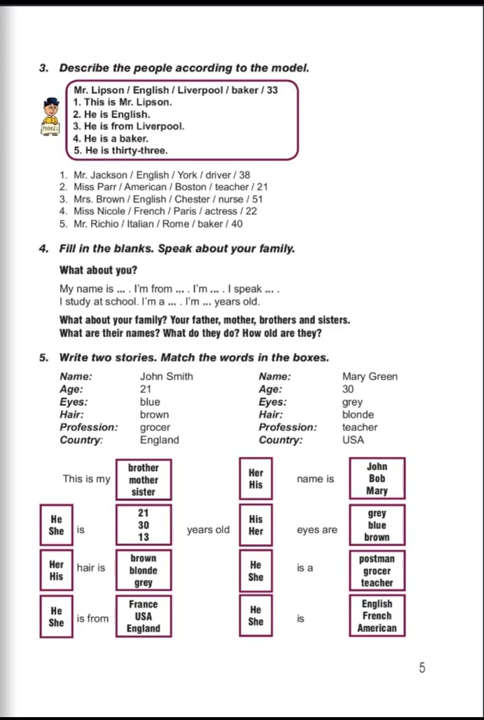 3. Describe the people according to the model.
Mr. Lipson / English / Liverpool / baker / 33
1. This is Mr. Lipson.
2. He is English.
3. He is from Liverpool.
4. He is a baker.
5. He is thirty-three.
1. Mr. Jackson / English / York / driver / 38
2. Miss Parr / American / Boston / teacher / 21
3. Mrs. Brown / English / Chester / nurse / 51
4. Miss Nicole / French / Paris / actress / 22
5. Mr. Richio / Italian / Rome / baker / 40
4. Fill in the blanks. Speak about your family.
What about you?
My name is ... . I'm from ... . I'm ... . I speak ... .
I study at school. I'm a ... . I'm ... years old.
What about your family? Your father, mother, brothers and sisters.
What are their names? What do they do? How old are they?
5. Write two stories. Match the words in the boxes.
Name: John Smith Name: Mary Green
Age: 21 Age: 30
Eyes: blue Eyes: grey
Hair: brown Hair: blonde
Profession: grocer Profession: teacher
Country: England Country: USA
This is my
brother
mother
sister
Her
His
name is
John
Bob
Mary
He
She
is
21
30
13
years old
His
Her
eyes are
grey
blue
brown
Her
His
hair is
brown
blonde
grey
He
She
is a
postman
grocer
teacher
He
She
is from
France
USA
England
He
She
is
English
French
American
5